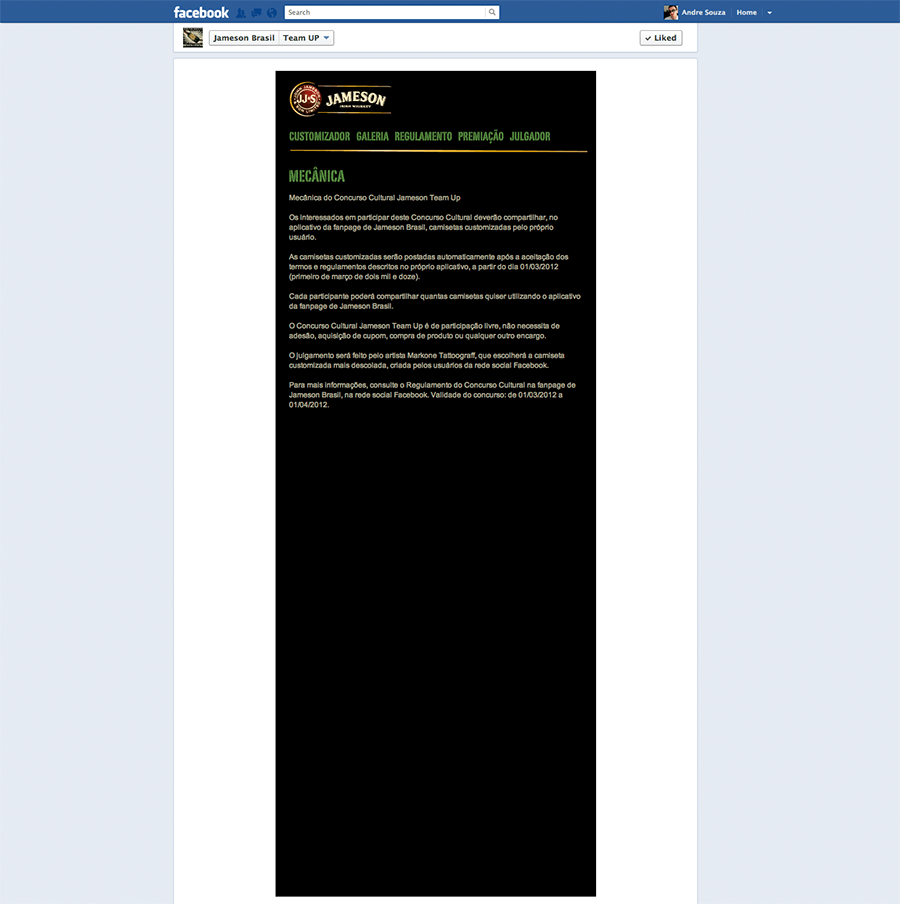 facebook
Search
Andre Souza
Home
Jameson Brasil
Team UP
Liked
JOHN JAMESON
JJ&S
JAMESON
IRISH WHISKEY
CUSTOMIZADOR GALERIA REGULAMENTO PREMIAÇÃO JULGADOR
MECÂNICA
Mecânica do Concurso Cultural Jameson Team Up
Os interessados em participar deste Concurso Cultural deverão compartilhar, no
aplicativo da fanpage de Jameson Brasil, camisetas customizadas pelo próprio
usuário.
As camisetas customizadas serão postadas automaticamente após a aceitação dos
termos e regulamentos descritos no próprio aplicativo, a partir do dia 01/03/2012
(primeiro de março de dois mil e doze).
Cada participante poderá compartilhar quantas camisetas quiser utilizando o aplicativo
da fanpage de Jameson Brasil.
O Concurso Cultural Jameson Team Up é de participação livre, não necessita de
adesão, aquisição de cupom, compra de produto ou qualquer outro encargo.
O julgamento será feito pelo artista Markone Tattoograff, que escolherá a camiseta
customizada mais descolada, criada pelos usuários da rede social Facebook.
Para mais informações, consulte o Regulamento do Concurso Cultural na fanpage de
Jameson Brasil, na rede social Facebook. Validade do concurso: de 01/03/2012 a
01/04/2012.